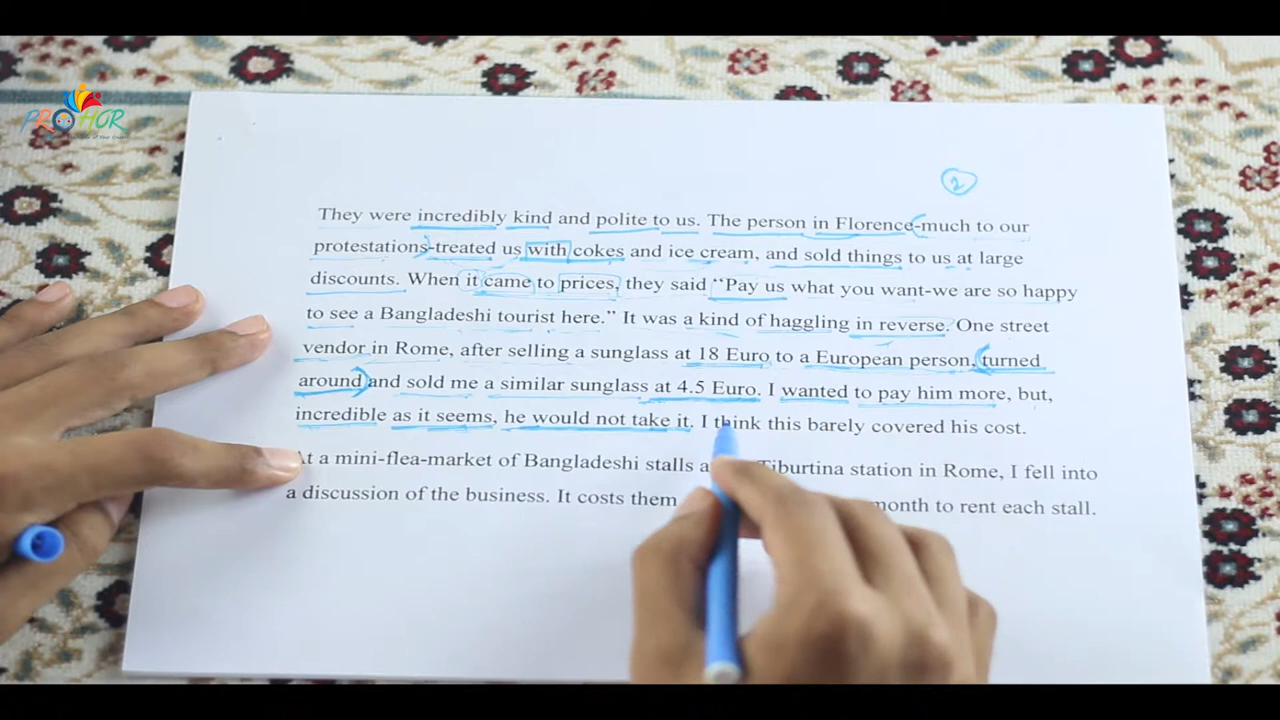 PROHOR
2
They were incredibly kind and polite to us. The person in Florence-much to our
protestations-treated us with cokes and ice cream, and sold things to us at large
discounts. When it came to prices, they said "Pay us what you want-we are so happy
to see a Bangladeshi tourist here." It was a kind of haggling in reverse. One street
vendor in Rome, after selling a sunglass at 18 Euro to a European person, turned
around and sold me a similar sunglass at 4.5 Euro. I wanted to pay him more, but,
incredible as it seems, he would not take it. I think this barely covered his cost.
At a mini-flea-market of Bangladeshi stalls Tiburtina station in Rome, I fell into
a discussion of the business. It costs them month to rent each stall.